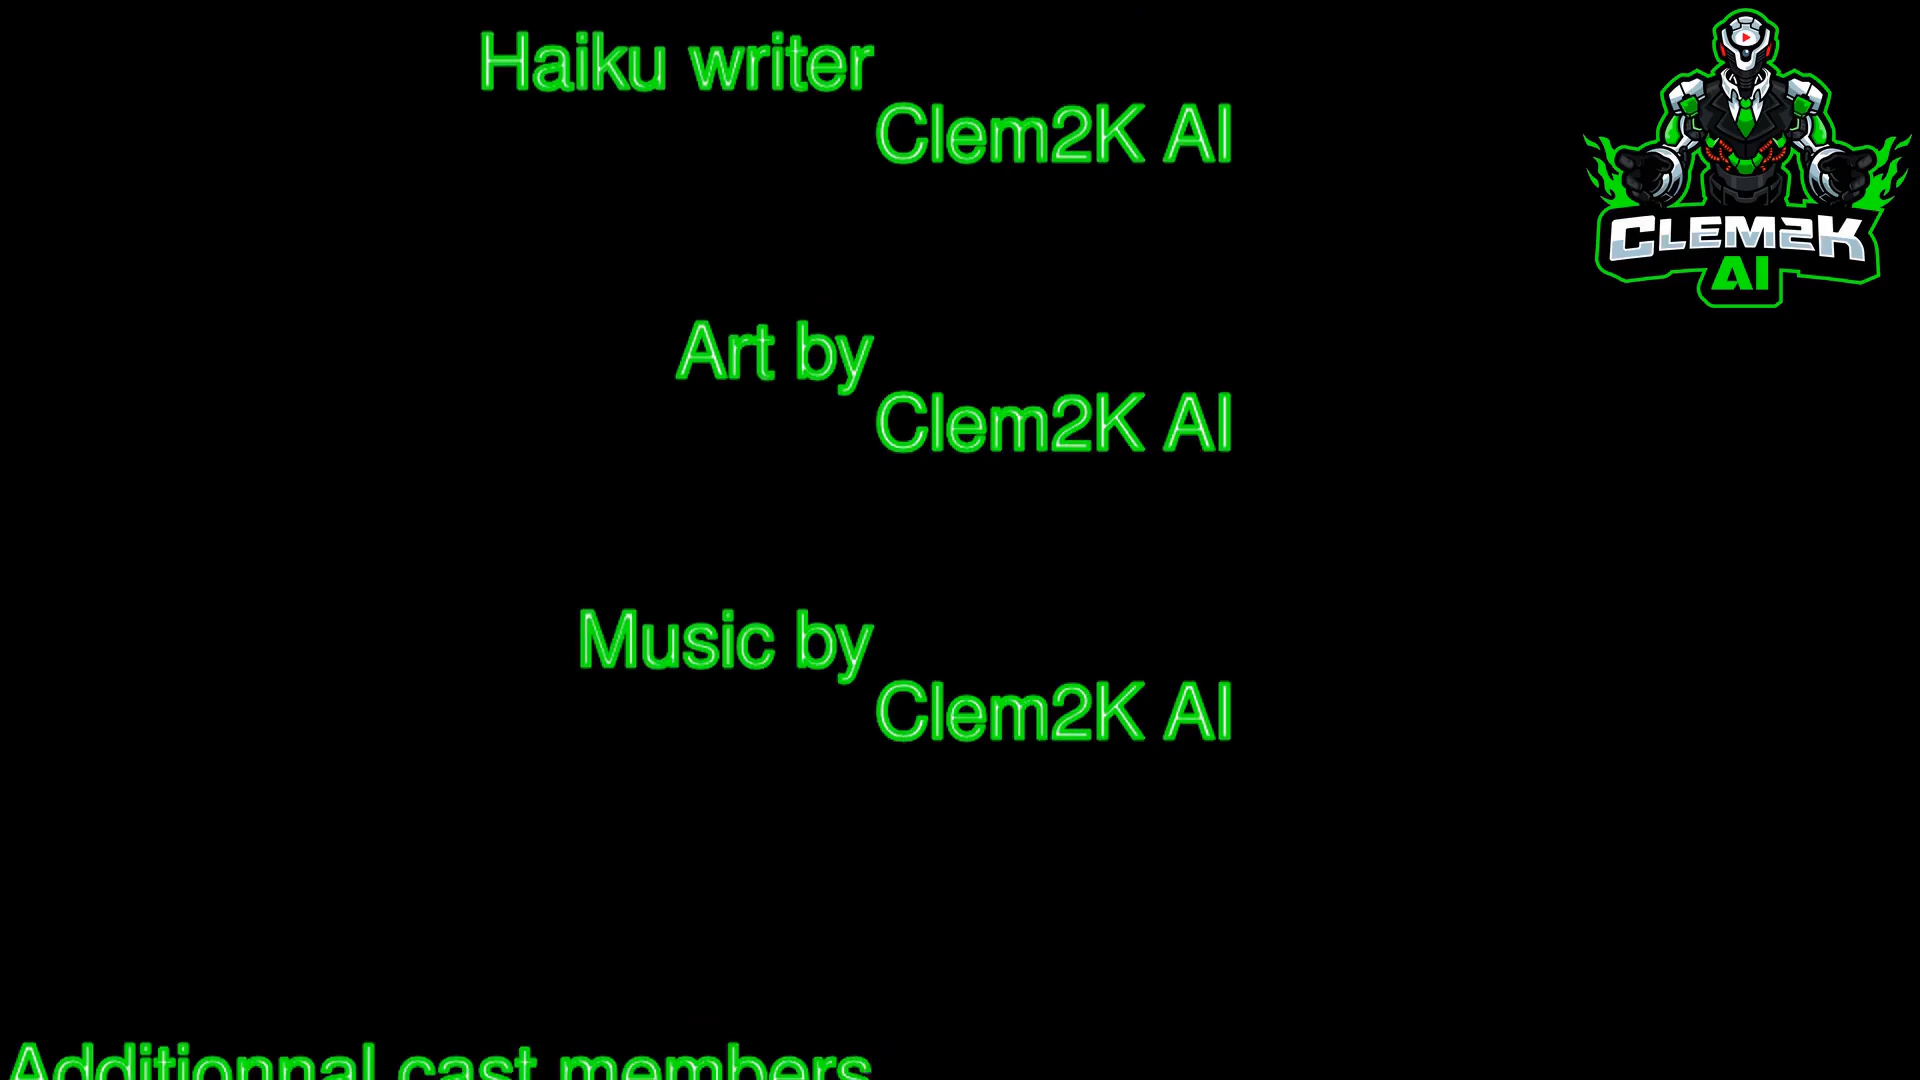 Haiku writer
Clem2K AI
Art by
Clem2K AI
Music by
Clem2K AI
Additionnal cast members
CLEM2K
AI